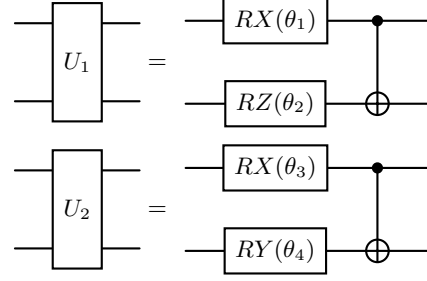 RX(θ₁)
U₁ =
RZ(θ₂)
RX(θ₃)
U₂ =
RY(θ₄)